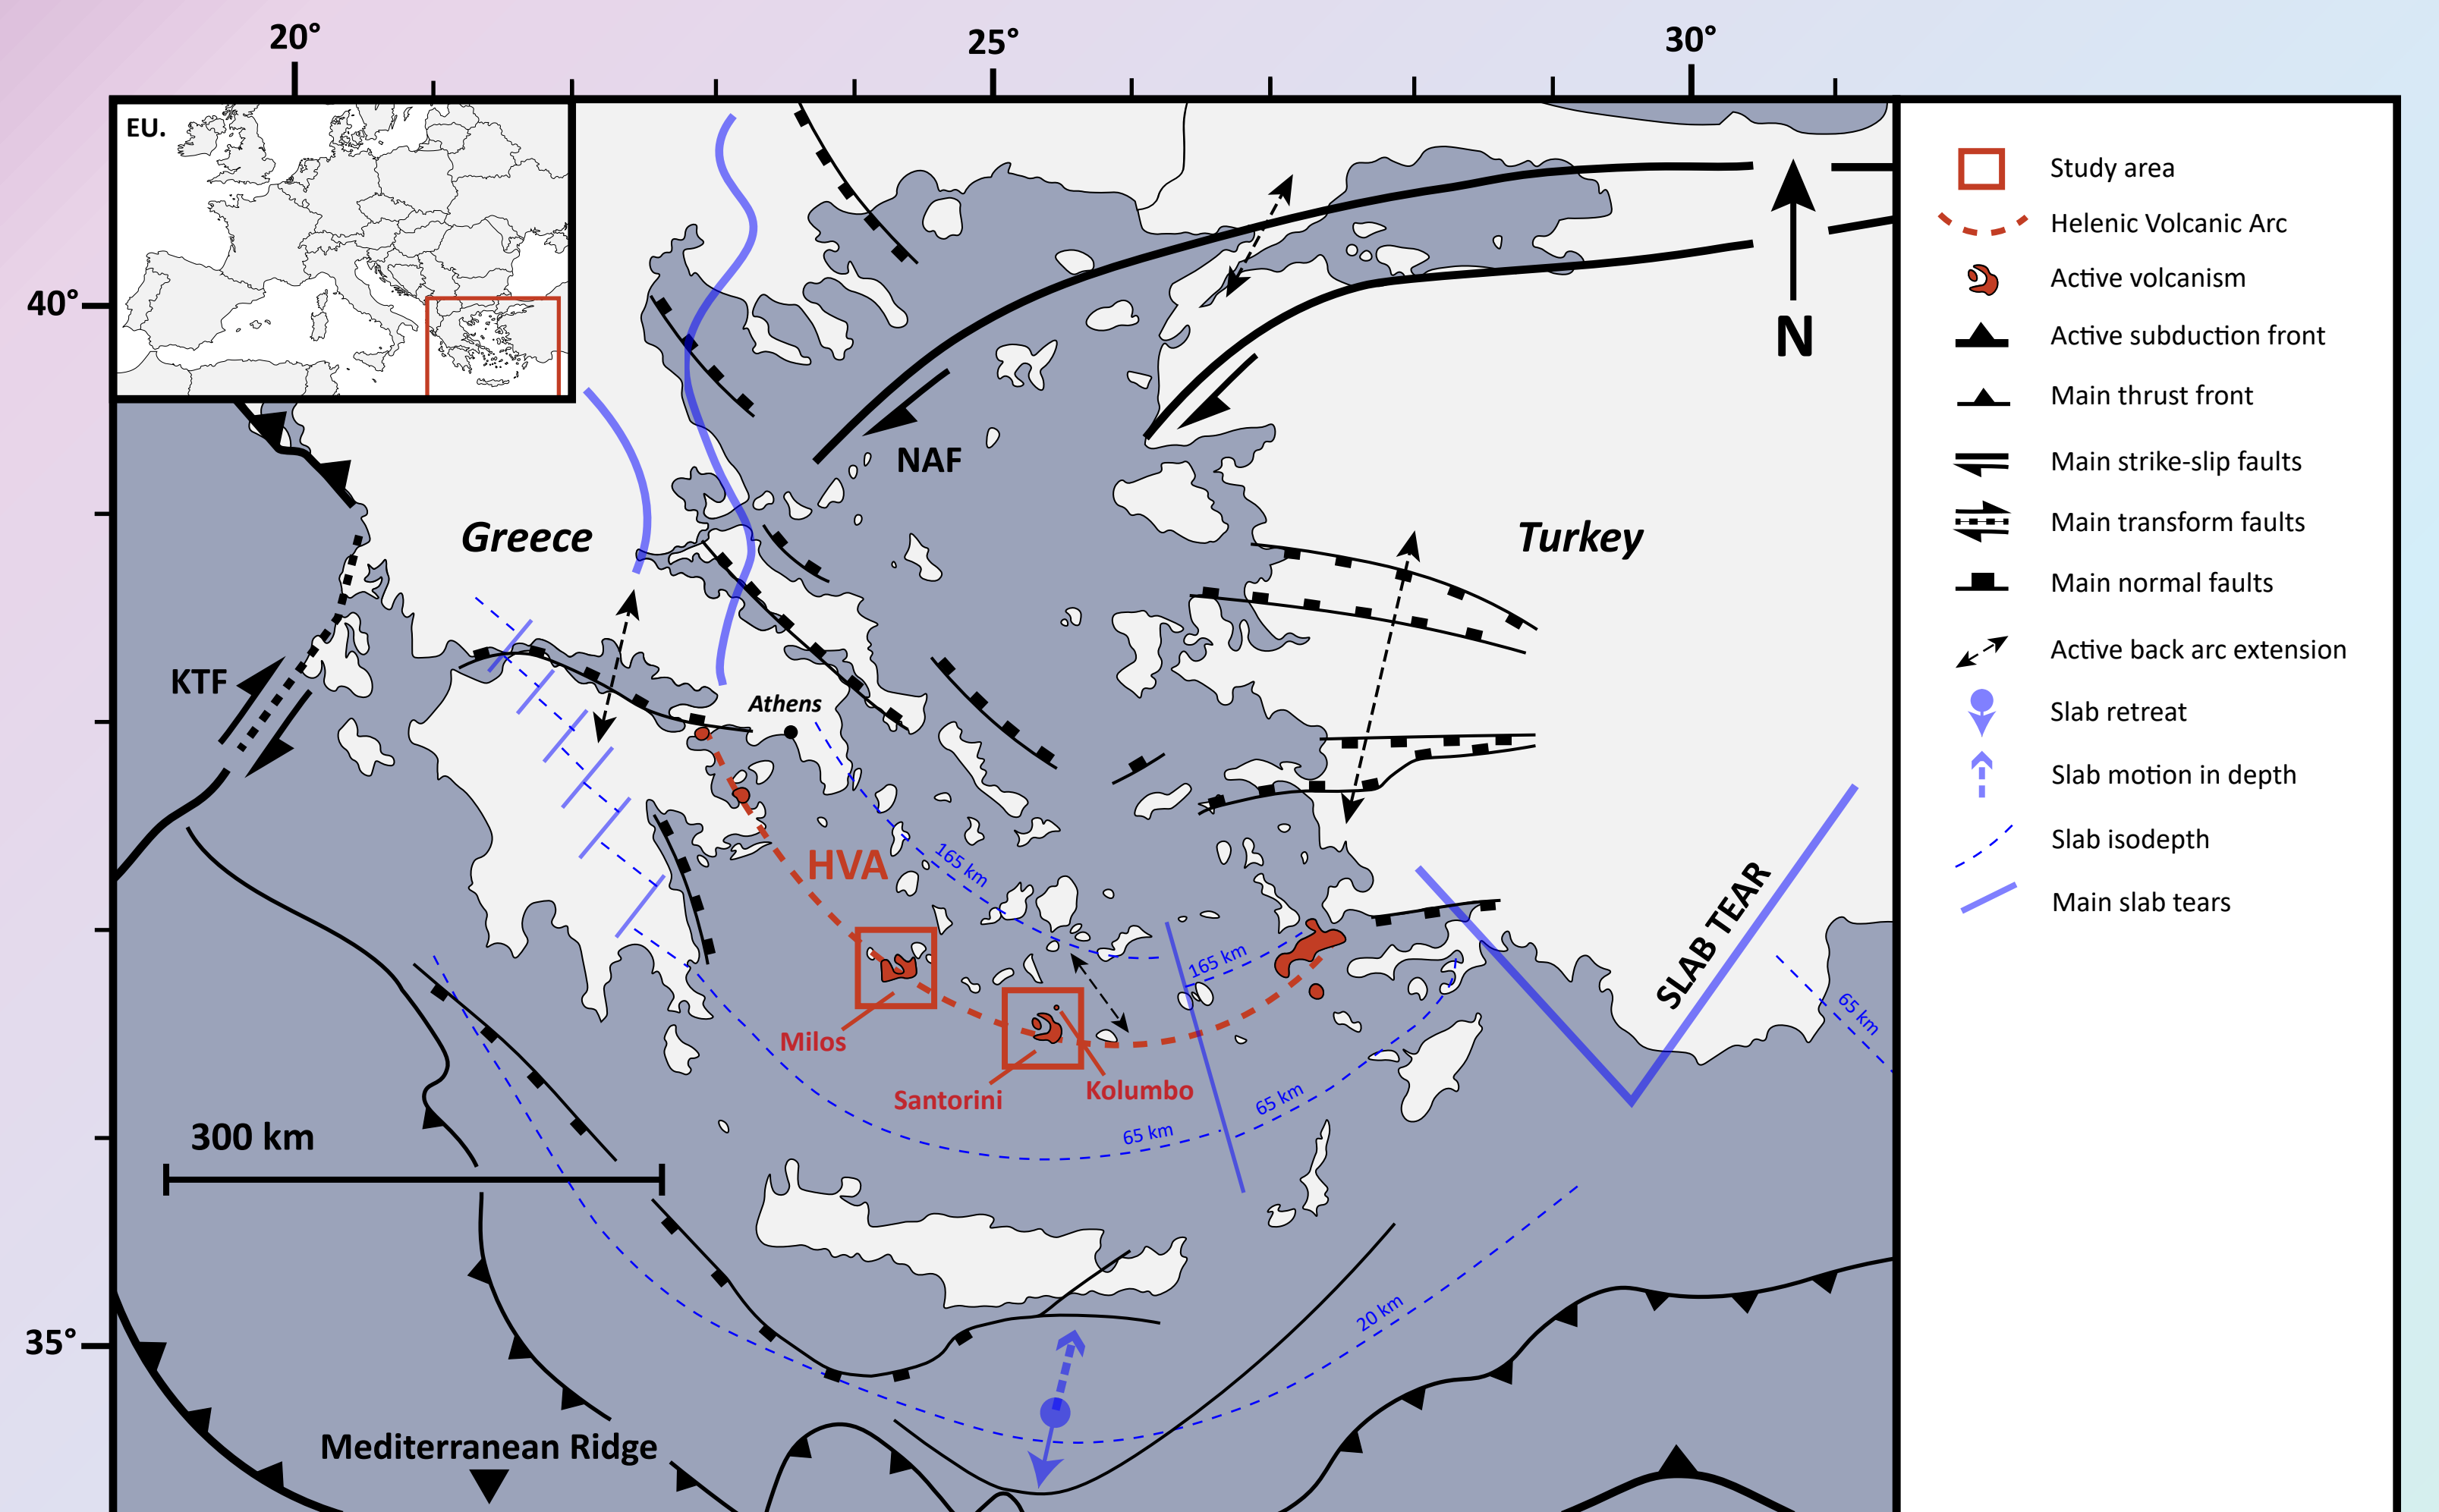 20°
25°
30°
EU.
40°
N
NAF
Greece
Turkey
KTF
Athens
HVA
165 km
165 km
SLAB TEAR
65 km
Milos
Santorini
Kolumbo
65 km
65 km
300 km
20 km
35°
Mediterranean Ridge
Study area
Helenic Volcanic Arc
Active volcanism
Active subduction front
Main thrust front
Main strike-slip faults
Main transform faults
Main normal faults
Active back arc extension
Slab retreat
Slab motion in depth
Slab isodepth
Main slab tears